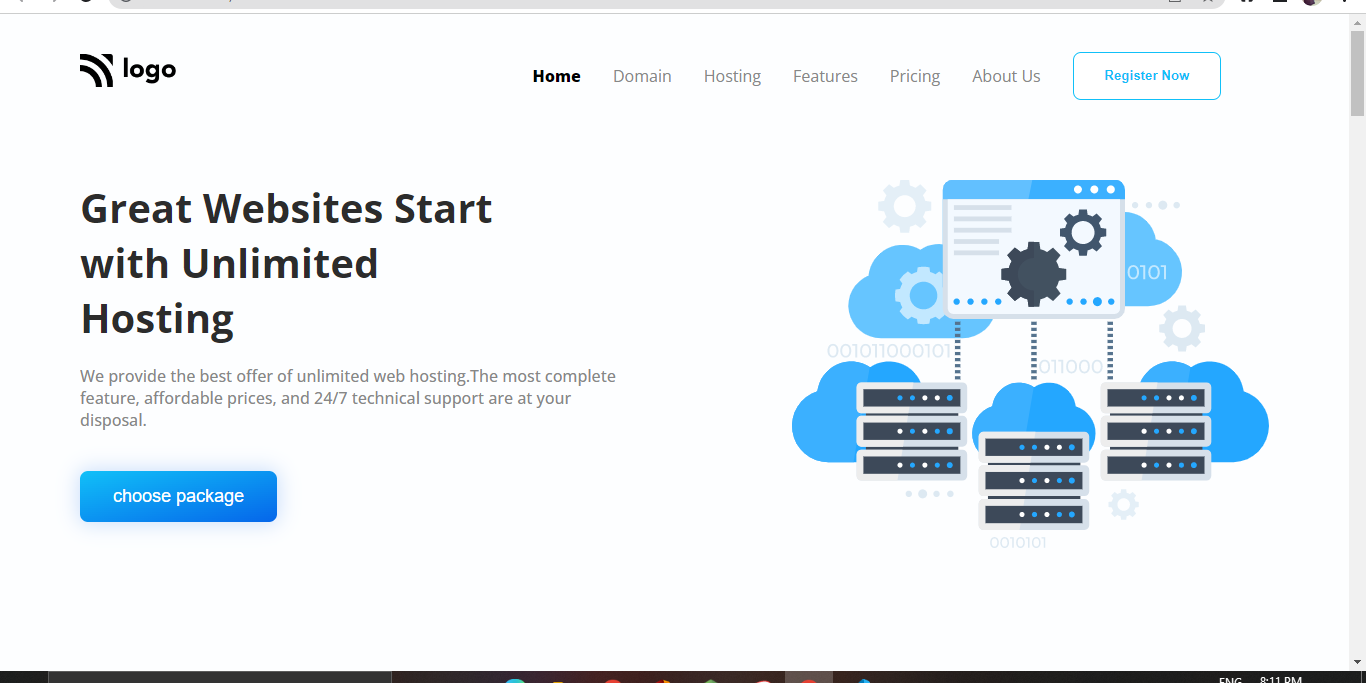 logo
Home Domain Hosting Features Pricing About Us Register Now
Great Websites Start
with Unlimited
Hosting
We provide the best offer of unlimited web hosting.The most complete
feature, affordable prices, and 24/7 technical support are at your
disposal.
choose package
0101
001011000101
011000
0010101
ENG 8:11 PM